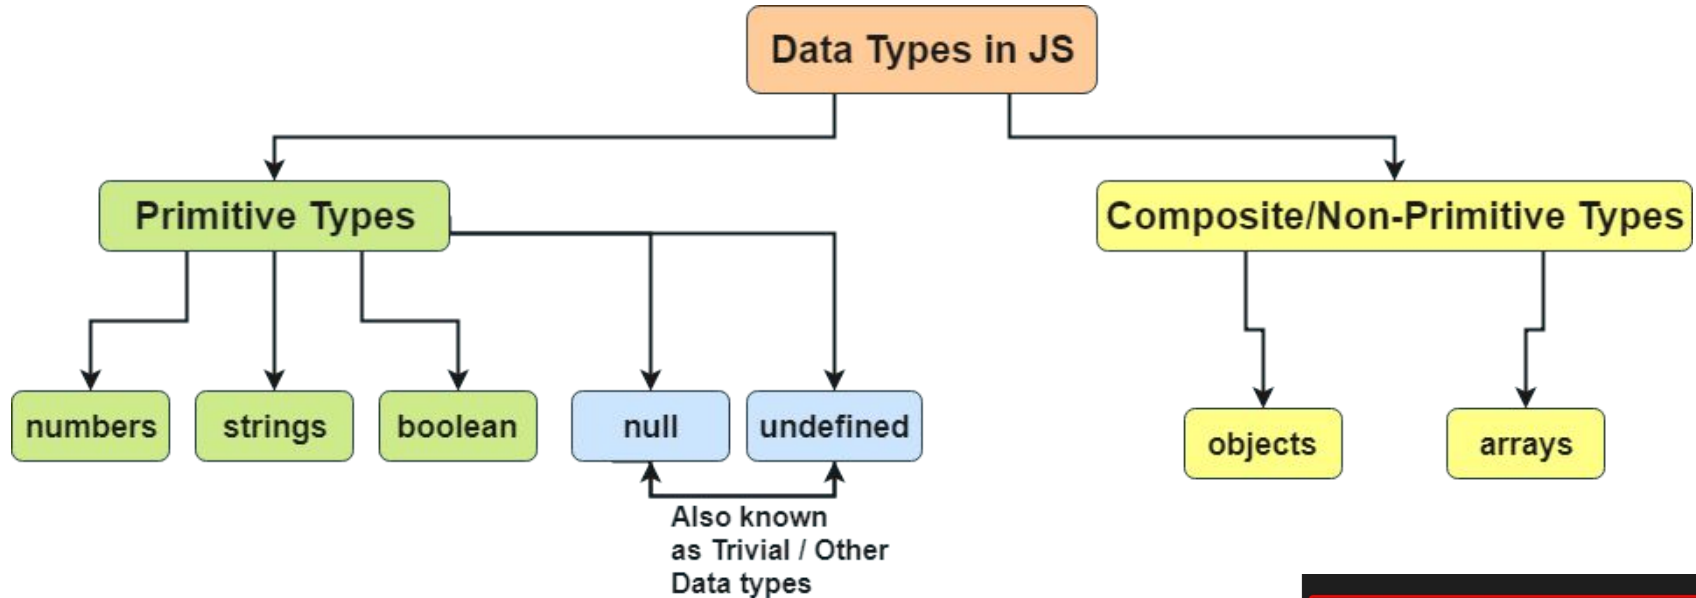 Data Types in JS
Primitive Types
Composite/Non-Primitive Types
numbers
strings
boolean
null
undefined
objects
arrays
Also known
as Trivial / Other
Data types